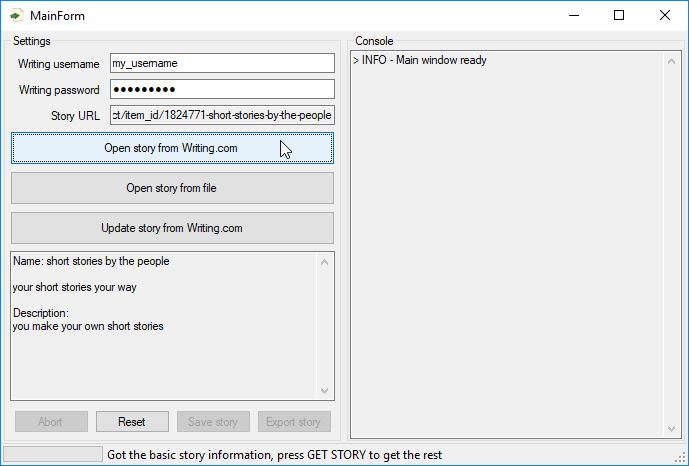 MainForm
Settings
Writing username
my_username
Writing password
●●●●●●●●●
Story URL
ct/item_id/1824771-short-stories-by-the-people
Open story from Writing.com
Open story from file
Update story from Writing.com
Name: short stories by the people
your short stories your way
Description:
you make your own short stories
Abort
Reset
Save story
Export story
Console
> INFO - Main window ready
Got the basic story information, press GET STORY to get the rest